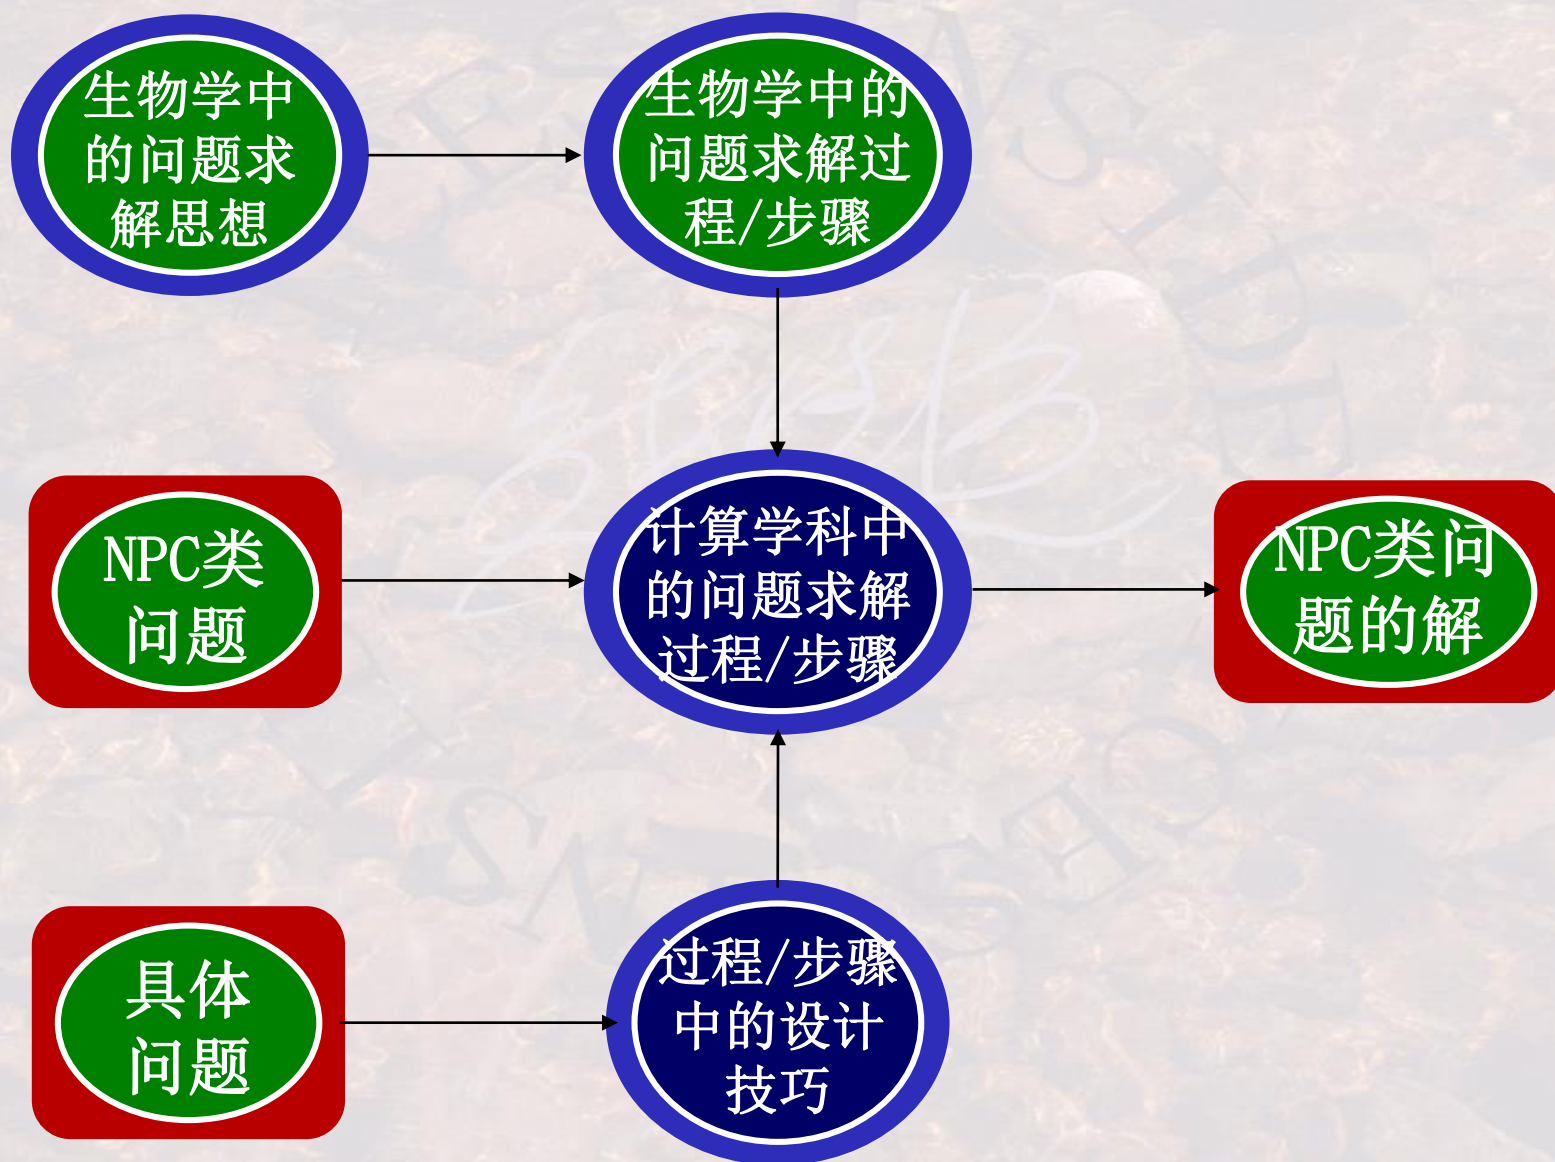 生物学中
的问题求
解思想
生物学中的
问题求解过
程/步骤
NPC类
问题
计算学科中
的问题求解
过程/步骤
NPC类问
题的解
具体
问题
过程/步骤
中的设计
技巧